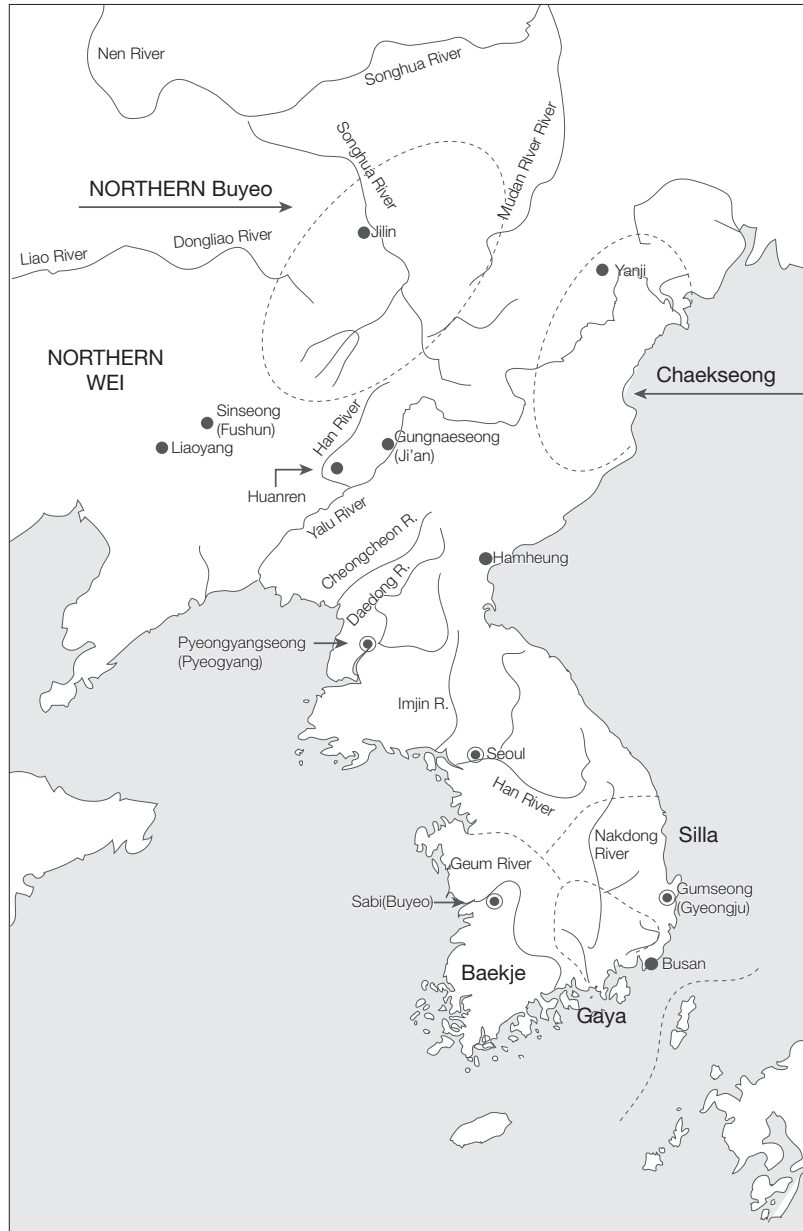 Nen River
Songhua River
Songhua River
Mudan River River
NORTHERN Buyeo
Jilin
Dongliao River
Liao River
Yanji
NORTHERN
WEI
Chaekseong
Sinseong
(Fushun)
Liaoyang
Han River
Gungnaeseong
(Ji'an)
Huanren
Yalu River
Cheongcheon R.
Hamheung
Daedong R.
Pyeongyangseong
(Pyeogyang)
Imjin R.
Seoul
Han River
Nakdong
River
Silla
Geum River
Gumseong
(Gyeongju)
Sabi(Buyeo)
Busan
Baekje
Gaya